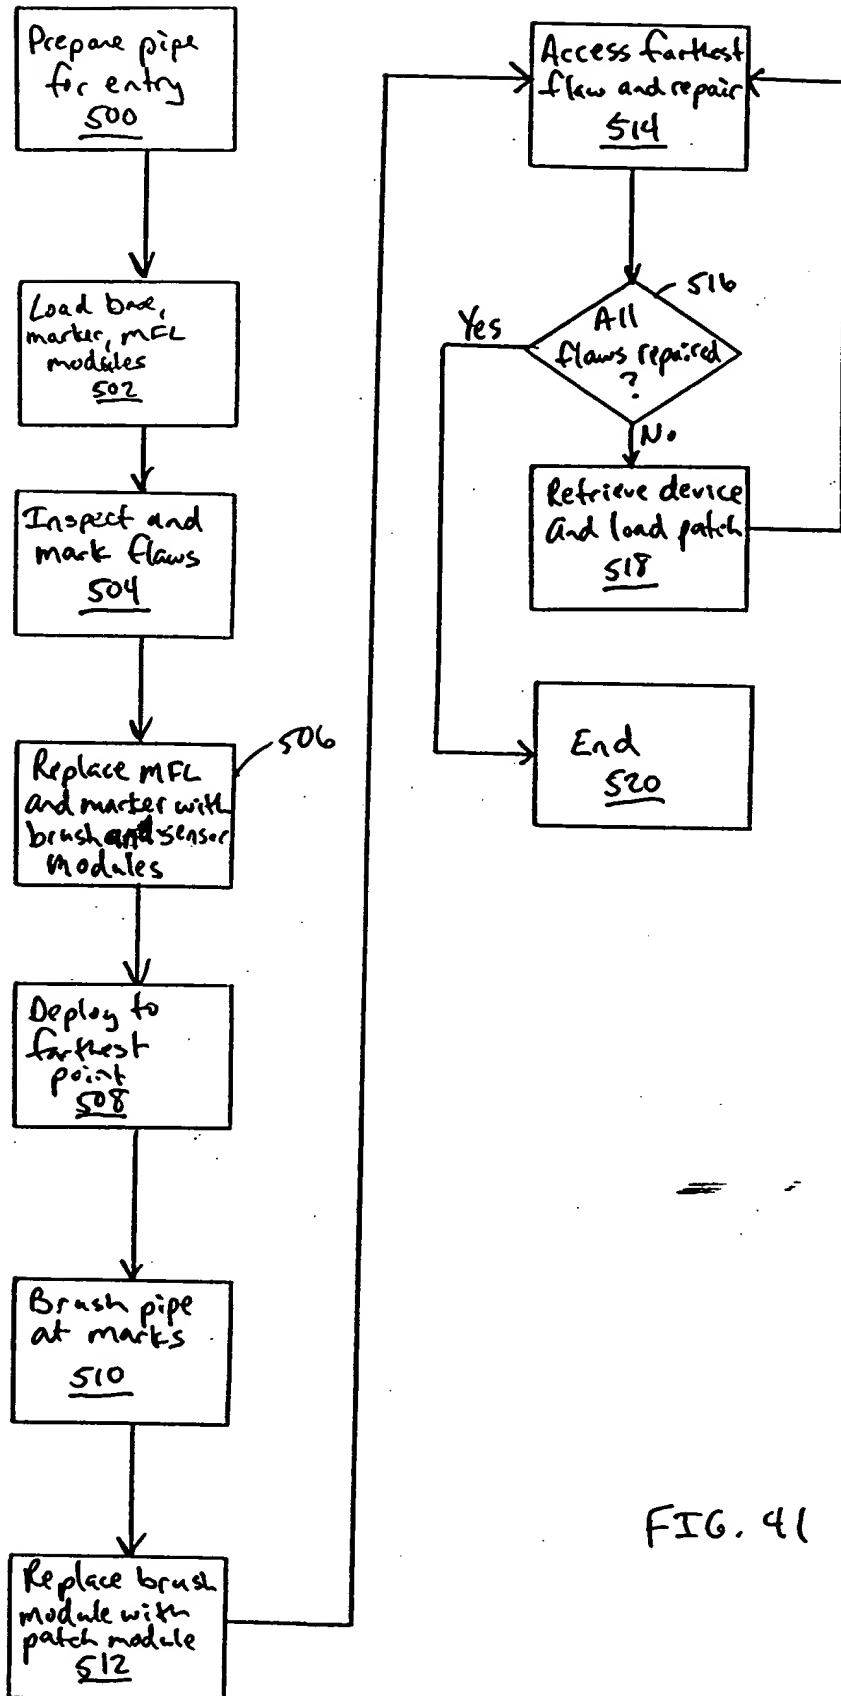 Prepare pipe
for entry
500
Load base,
marker, MFL
modules
502
Inspect and
mark flaws
504
Replace MFL
and marker with
brush and sensor
modules
506
Deploy to
farthest
point
508
Brush pipe
at marks
510
Replace brush
module with
patch module
512
Access farthest
flaw and repair
514
516
All
flaws repaired
?
Yes
No
Retrieve device
and load patch
518
End
520
FIG. 41